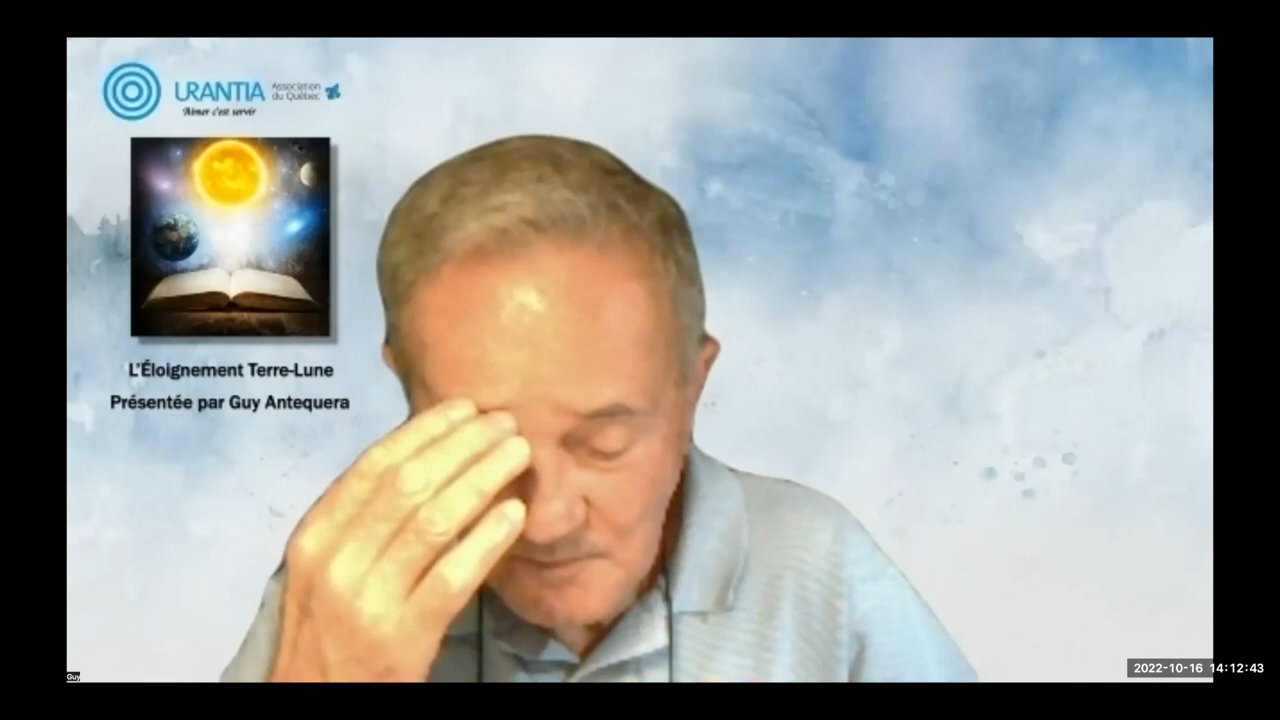 URANTIA Association
du Québec
Aimer c'est servir
L'Éloignement Terre-Lune
Présentée par Guy Antequera
Guy
2022-10-16 14:12:43